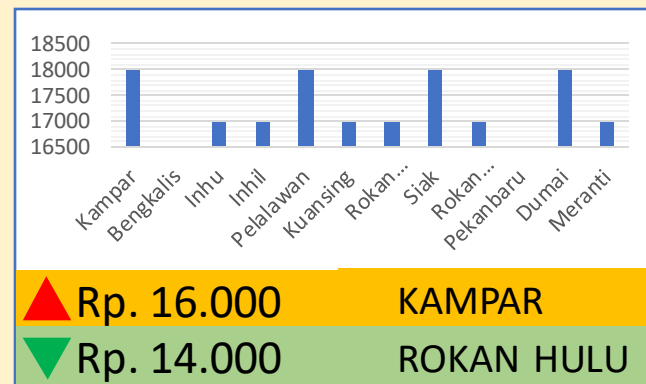 18500
18000
17500
17000
16500
Kampar
Bengkalis
Inhu
Inhil
Pelalawan
Kuansing
Rokan...
Siak
Rokan...
Pekanbaru
Dumai
Meranti
Rp. 16.000 KAMPAR
Rp. 14.000 ROKAN HULU